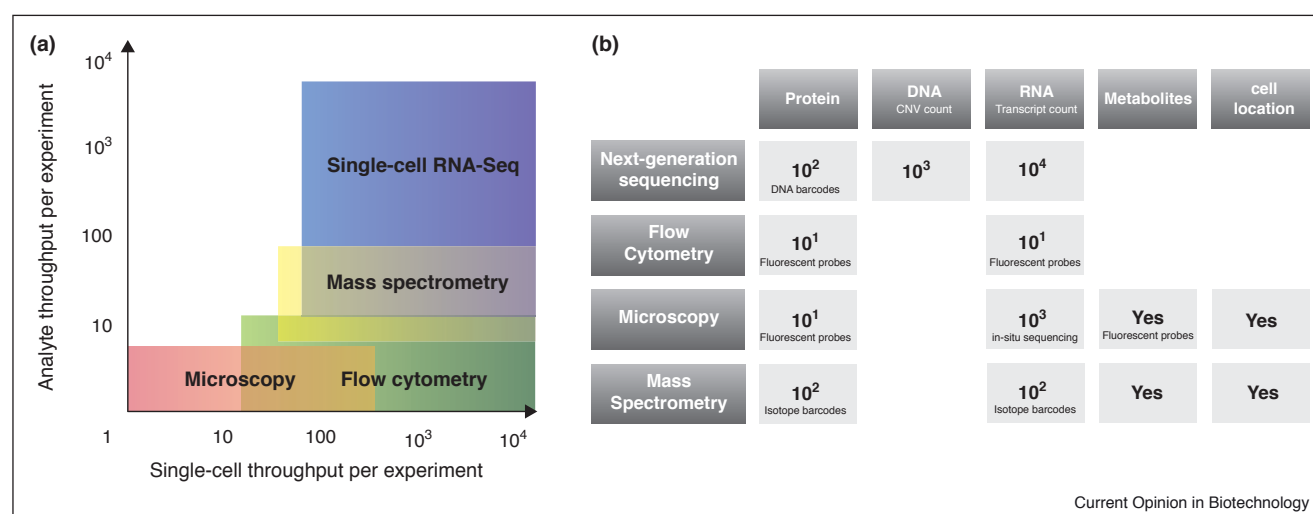 (a)
10⁴
10³
100
10
1
10
100
10³
10⁴
Analyte throughput per experiment
Single-cell throughput per experiment
Single-cell RNA-Seq
Mass spectrometry
Microscopy
Flow cytometry
(b)
Protein
DNA
CNV count
RNA
Transcript count
Metabolites
cell
location
Next-generation
sequencing
10²
DNA barcodes
10³
10⁴
Flow
Cytometry
10¹
Fluorescent probes
10¹
Fluorescent probes
Microscopy
10¹
Fluorescent probes
10³
in-situ sequencing
Yes
Fluorescent probes
Yes
Mass
Spectrometry
10²
Isotope barcodes
10²
Isotope barcodes
Yes
Yes
Current Opinion in Biotechnology